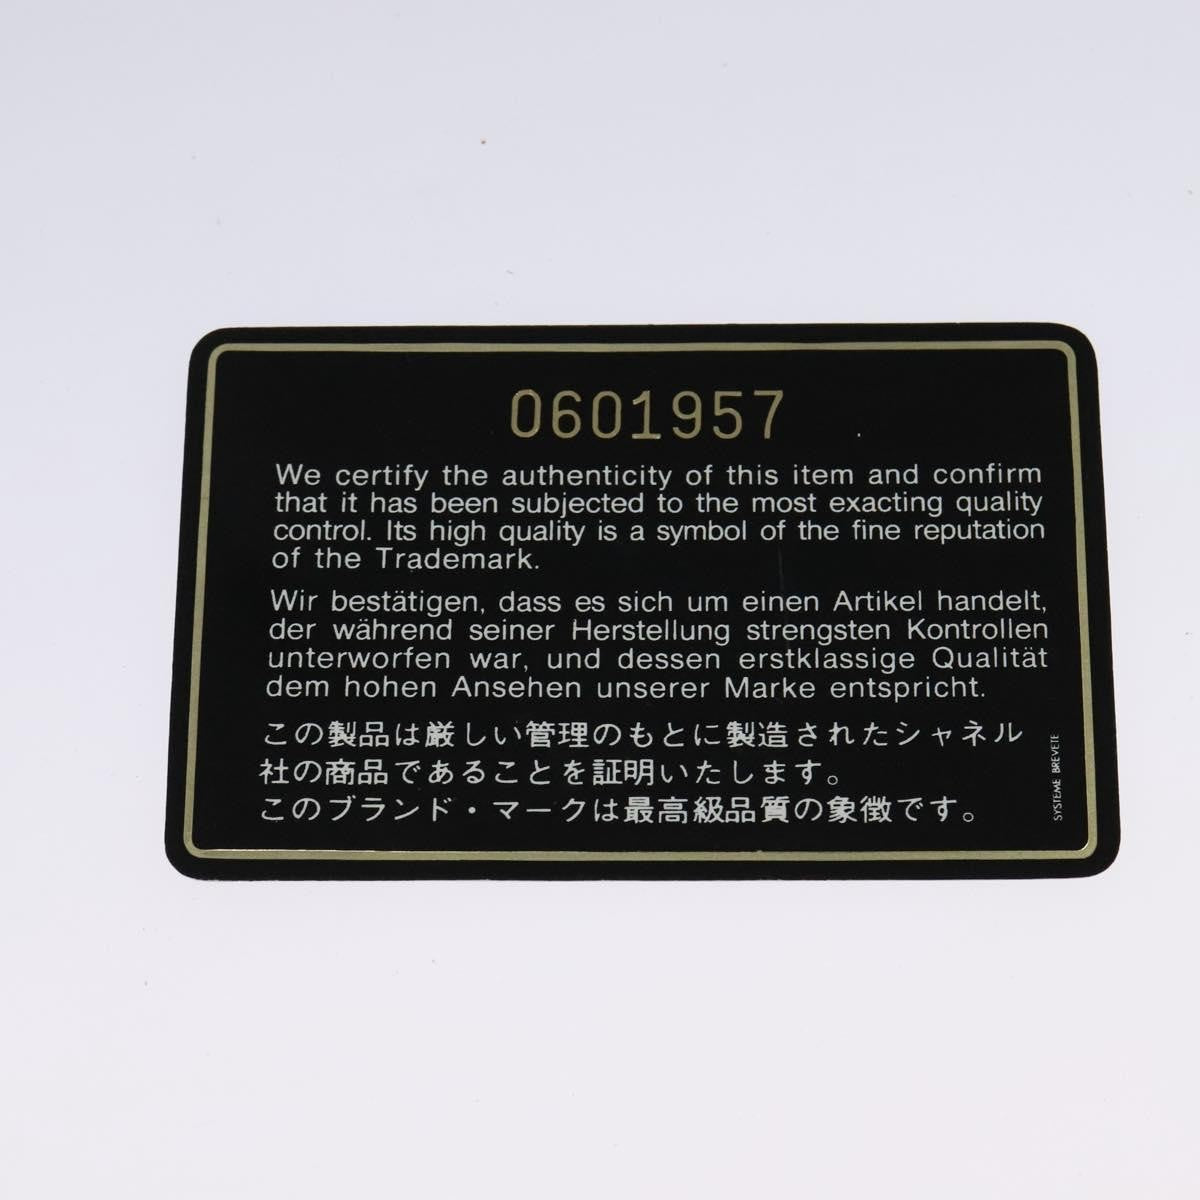 0601957
We certify the authenticity of this item and confirm
that it has been subjected to the most exacting quality
control. Its high quality is a symbol of the fine reputation
of the Trademark.
Wir bestätigen, dass es sich um einen Artikel handelt,
der während seiner Herstellung strengsten Kontrollen
unterworfen war, und dessen erstklassige Qualität
dem hohen Ansehen unserer Marke entspricht.
この製品は厳しい管理のもとに製造されたシャネル
社の商品であることを証明いたします。
このブランド・マークは最高級品質の象徴です。
SYSTEME BREVETE